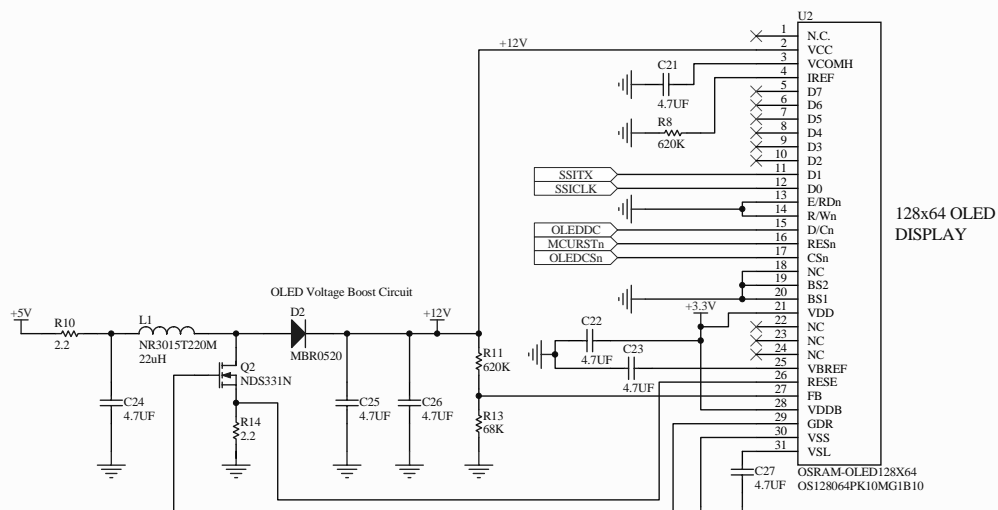 U2
1 N.C.
+12V 2 VCC
3 VCOMH
C21
4.7UF
4 IREF
5 D7
6 D6
7 D5
R8
620K
8 D4
9 D3
10 D2
SSITX 11 D1
SSICLK 12 D0
13 E/RDn
14 R/Wn
OLEDDC 15 D/Cn
MCURSTn 16 RESn
OLEDCSn 17 CSn
18 NC
19 BS2
20 BS1
+3.3V 21 VDD
22 NC
23 NC
24 NC
C22
4.7UF
C23
4.7UF
25 VBREF
26 RESE
27 FB
28 VDDB
29 GDR
30 VSS
31 VSL
C27
4.7UF
OSRAM-OLED128X64
OS128064PK10MG1B10
128x64 OLED
DISPLAY
OLED Voltage Boost Circuit
+5V
R10
2.2
L1
NR3015T220M
22uH
D2
MBR0520
+12V
Q2
NDS331N
R11
620K
C24
4.7UF
R14
2.2
C25
4.7UF
C26
4.7UF
R13
68K